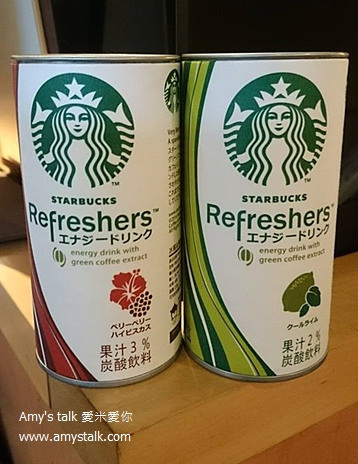 STARBUCKS
Refreshers™
エナジードリンク
energy drink with
green coffee extract
ベリーベリー
ハイビスカス
果汁3%
炭酸飲料
STARBUCKS
Refreshers
エナジードリンク
energy drink with
green coffee extract
クールライム
果汁2%
炭酸飲料
Amy's talk 愛米愛你
www.amystalk.com